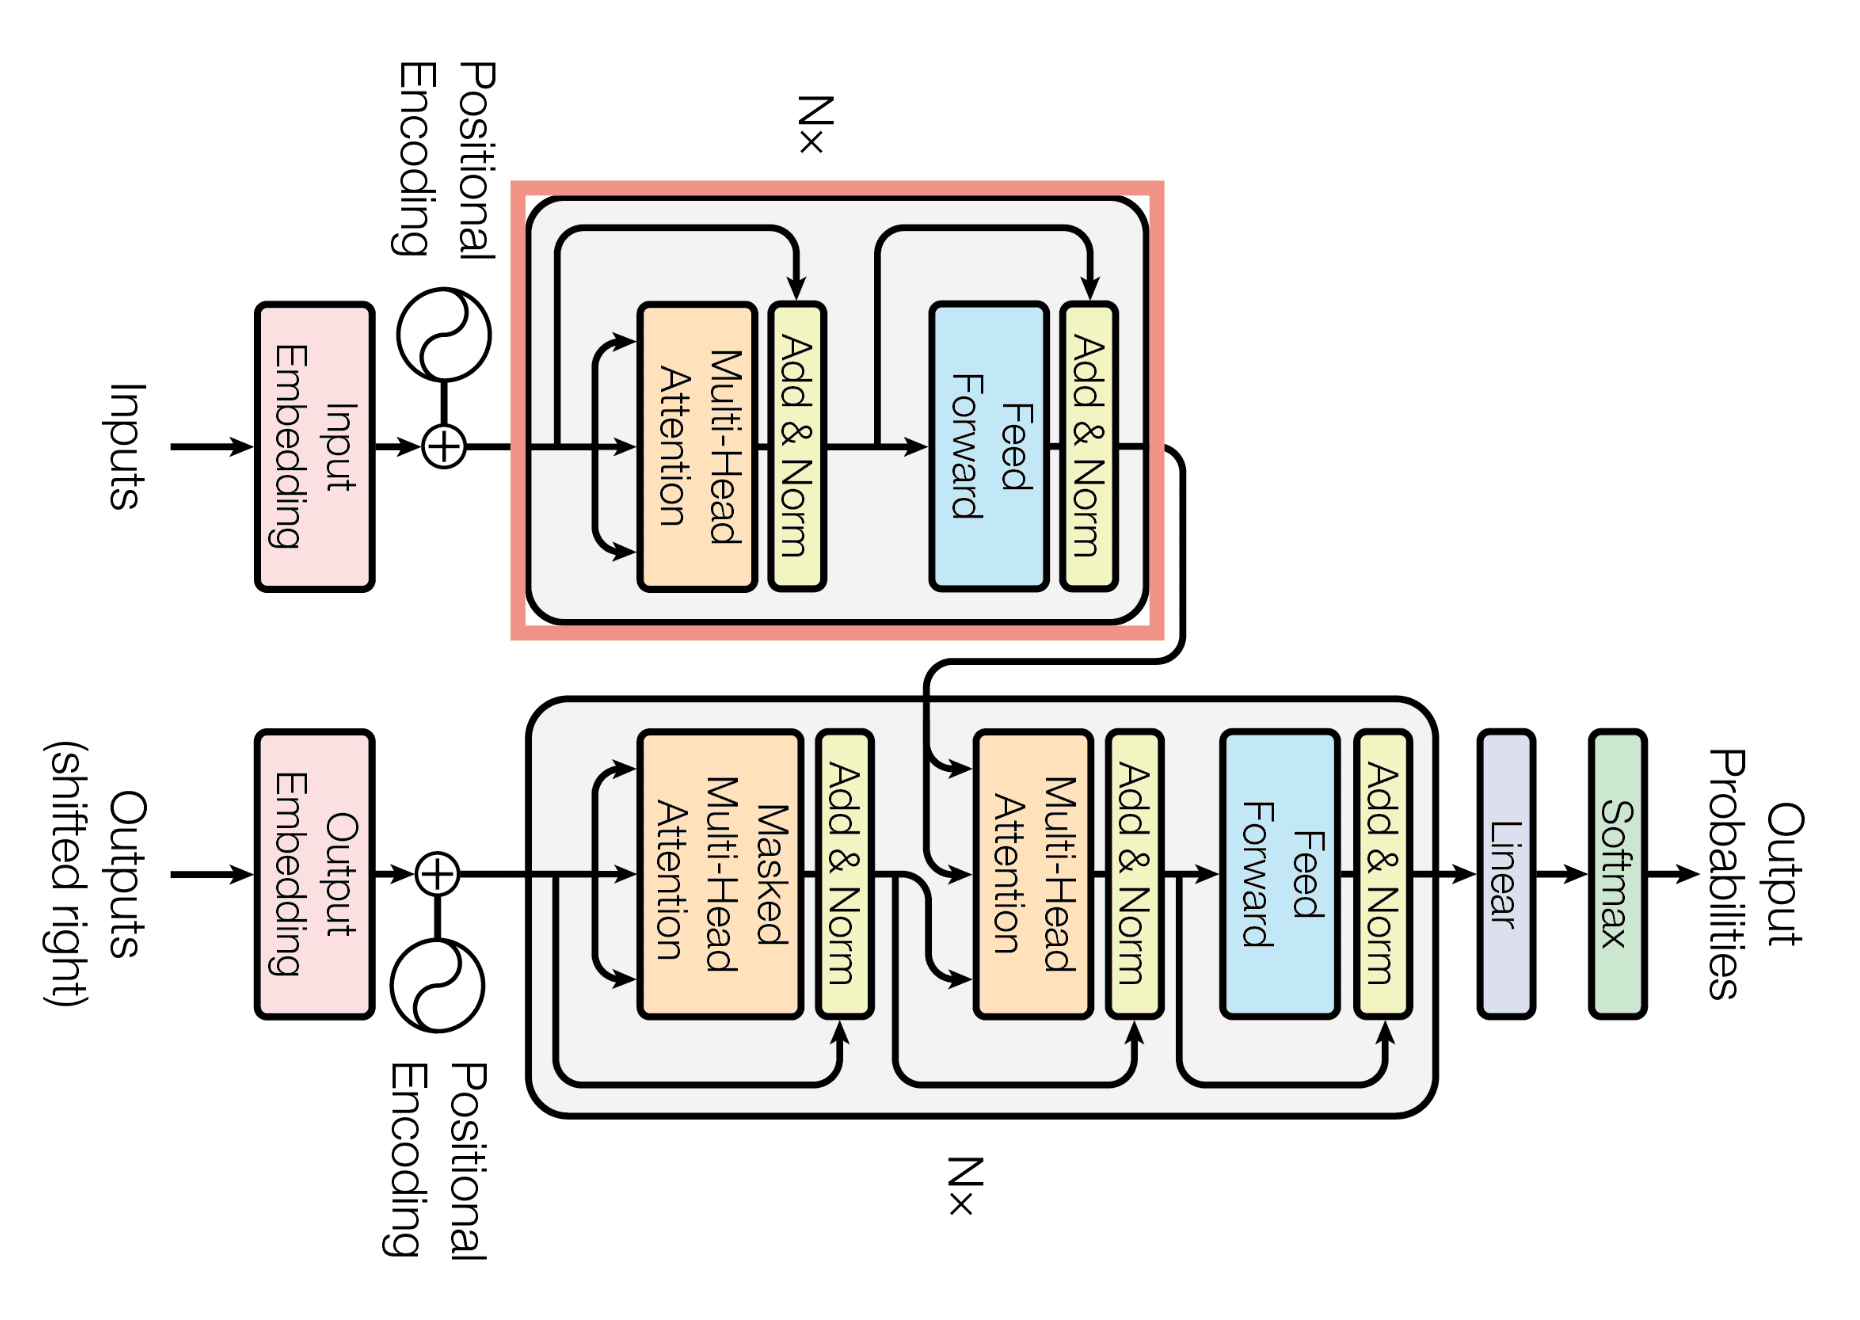 Output
Probabilities
Softmax
Linear
Add & Norm
Feed
Forward
Add & Norm
Multi-Head
Attention
Add & Norm
Masked
Multi-Head
Attention
Nx
Positional
Encoding
Output
Embedding
Outputs
(shifted right)
Add & Norm
Feed
Forward
Add & Norm
Multi-Head
Attention
Nx
Positional
Encoding
Input
Embedding
Inputs